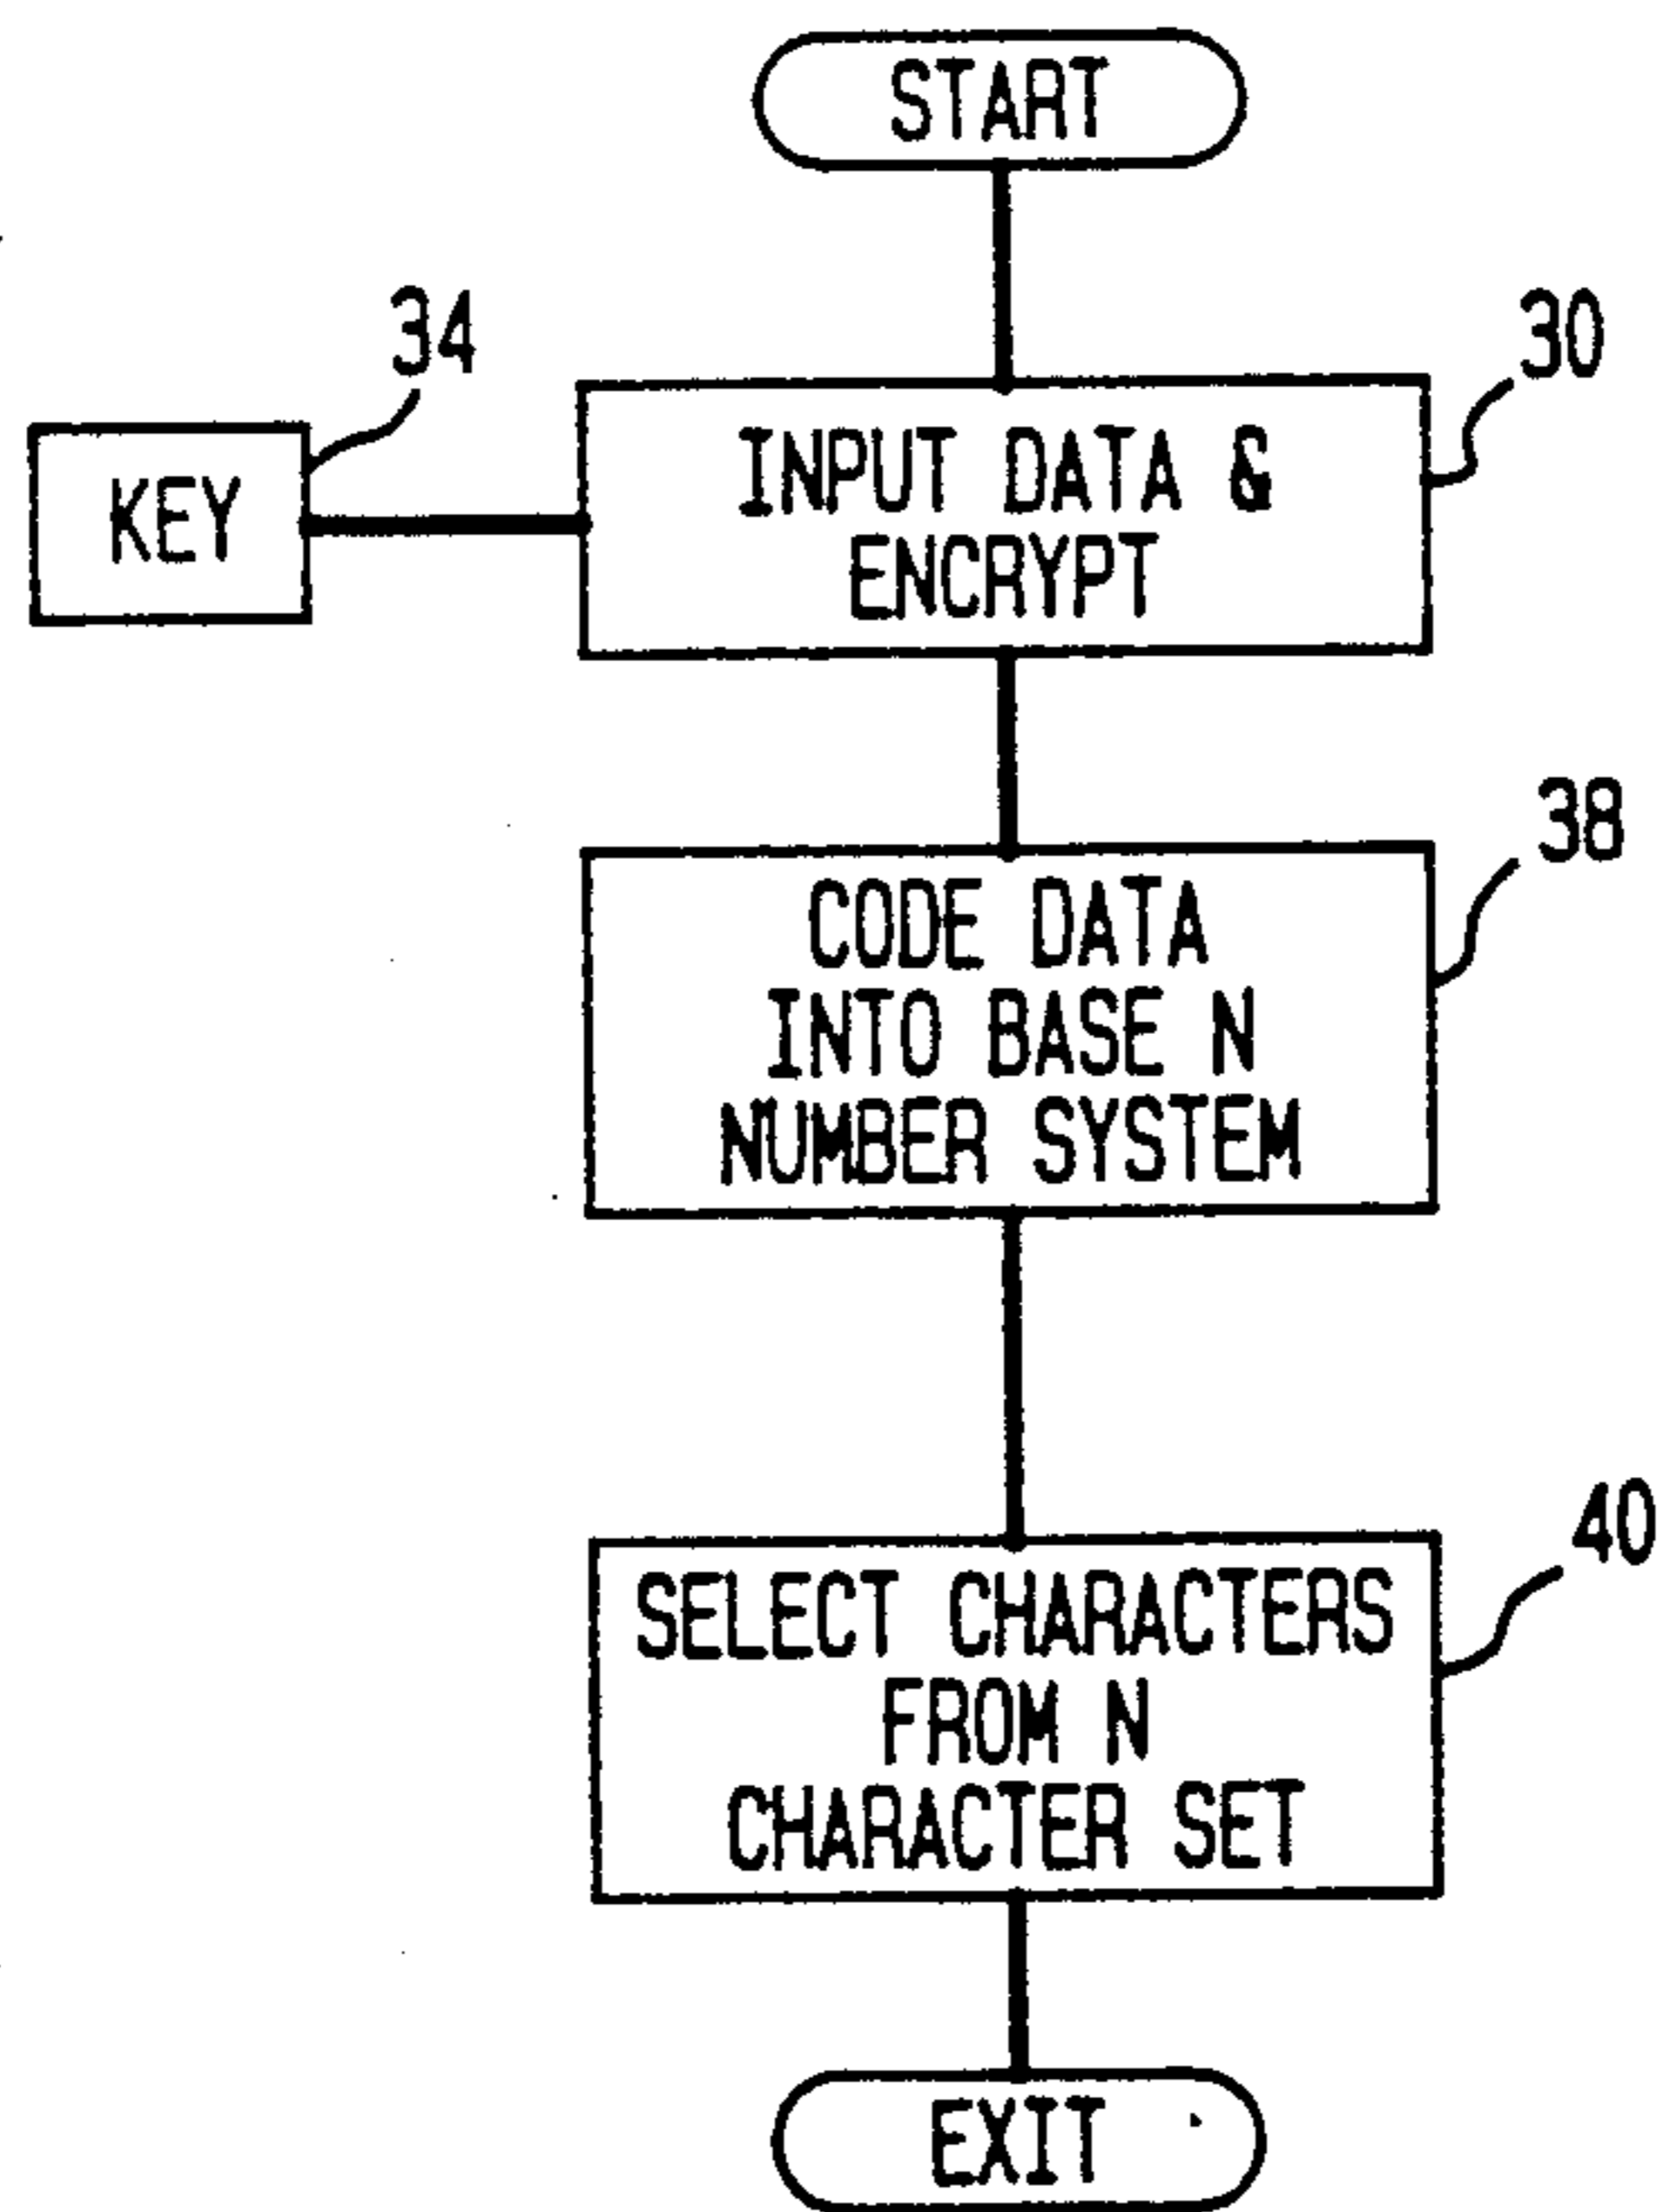 START
34
30
KEY
INPUT DATA &
ENCRYPT
38
CODE DATA
INTO BASE N
NUMBER SYSTEM
40
SELECT CHARACTERS
FROM N
CHARACTER SET
EXIT